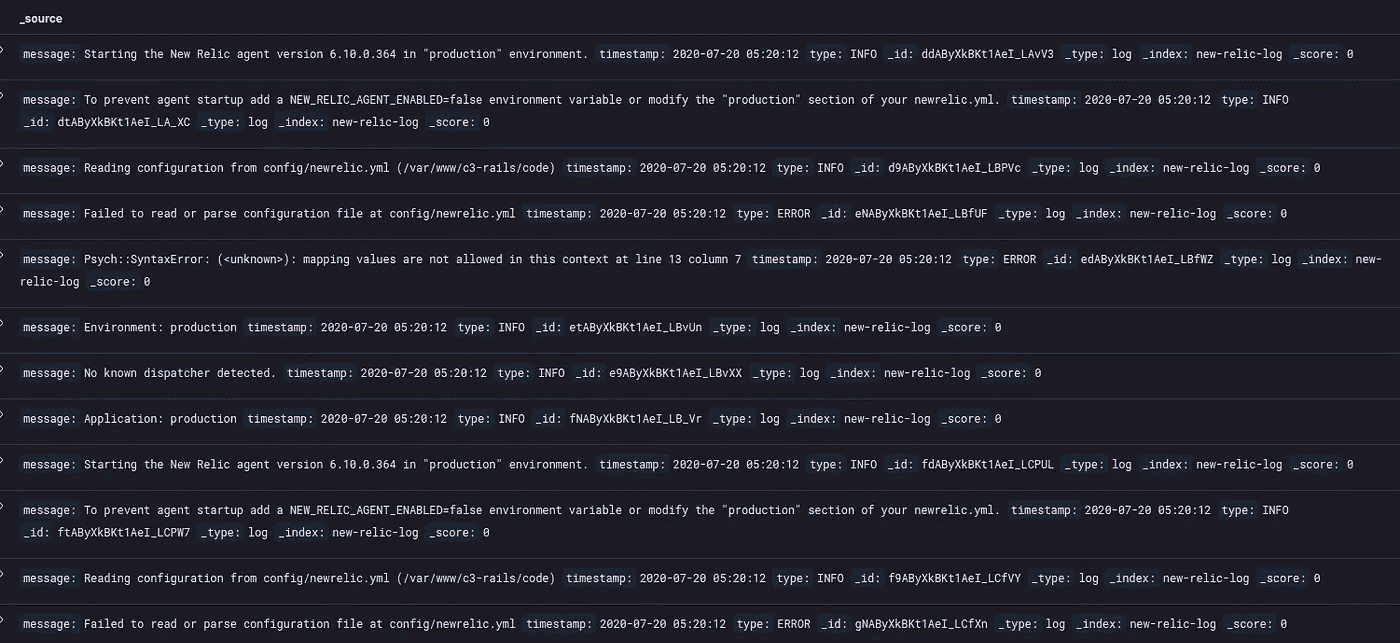 _source
message: Starting the New Relic agent version 6.10.0.364 in "production" environment. timestamp: 2020-07-20 05:20:12 type: INFO _id: ddAByXkBKt1AeI_LAvV3 _type: log _index: new-relic-log _score: 0
message: To prevent agent startup add a NEW_RELIC_AGENT_ENABLED=false environment variable or modify the "production" section of your newrelic.yml. timestamp: 2020-07-20 05:20:12 type: INFO
_id: dtAByXkBKt1AeI_LA_XC _type: log _index: new-relic-log _score: 0
message: Reading configuration from config/newrelic.yml (/var/www/c3-rails/code) timestamp: 2020-07-20 05:20:12 type: INFO _id: d9AByXkBKt1AeI_LBPVc _type: log _index: new-relic-log _score: 0
message: Failed to read or parse configuration file at config/newrelic.yml timestamp: 2020-07-20 05:20:12 type: ERROR _id: eNAByXkBKt1AeI_LBfUF _type: log _index: new-relic-log _score: 0
message: Psych::SyntaxError: (<unknown>): mapping values are not allowed in this context at line 13 column 7 timestamp: 2020-07-20 05:20:12 type: ERROR _id: edAByXkBKt1AeI_LBfWZ _type: log _index: new-
relic-log _score: 0
message: Environment: production timestamp: 2020-07-20 05:20:12 type: INFO _id: etAByXkBKt1AeI_LBvUn _type: log _index: new-relic-log _score: 0
message: No known dispatcher detected. timestamp: 2020-07-20 05:20:12 type: INFO _id: e9AByXkBKt1AeI_LBvXX _type: log _index: new-relic-log _score: 0
message: Application: production timestamp: 2020-07-20 05:20:12 type: INFO _id: fNAByXkBKt1AeI_LB_Vr _type: log _index: new-relic-log _score: 0
message: Starting the New Relic agent version 6.10.0.364 in "production" environment. timestamp: 2020-07-20 05:20:12 type: INFO _id: fdAByXkBKt1AeI_LCPUL _type: log _index: new-relic-log _score: 0
message: To prevent agent startup add a NEW_RELIC_AGENT_ENABLED=false environment variable or modify the "production" section of your newrelic.yml. timestamp: 2020-07-20 05:20:12 type: INFO
_id: ftAByXkBKt1AeI_LCPW7 _type: log _index: new-relic-log _score: 0
message: Reading configuration from config/newrelic.yml (/var/www/c3-rails/code) timestamp: 2020-07-20 05:20:12 type: INFO _id: f9AByXkBKt1AeI_LCfVY _type: log _index: new-relic-log _score: 0
message: Failed to read or parse configuration file at config/newrelic.yml timestamp: 2020-07-20 05:20:12 type: ERROR _id: gNAByXkBKt1AeI_LCfXn _type: log _index: new-relic-log _score: 0